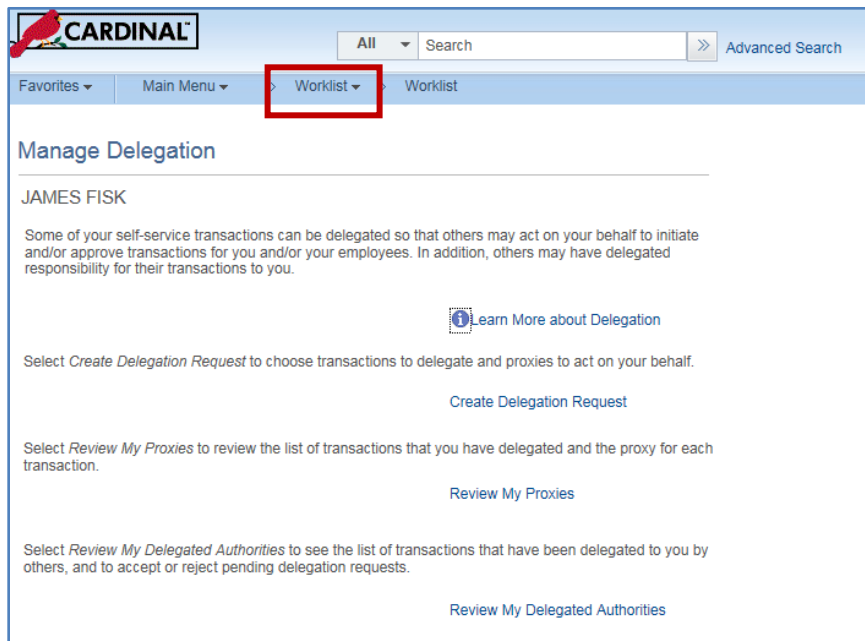 CARDINAL™
All Search » Advanced Search
Favorites Main Menu > Worklist > Worklist
Manage Delegation
JAMES FISK
Some of your self-service transactions can be delegated so that others may act on your behalf to initiate
and/or approve transactions for you and/or your employees. In addition, others may have delegated
responsibility for their transactions to you.
Learn More about Delegation
Select Create Delegation Request to choose transactions to delegate and proxies to act on your behalf.
Create Delegation Request
Select Review My Proxies to review the list of transactions that you have delegated and the proxy for each
transaction.
Review My Proxies
Select Review My Delegated Authorities to see the list of transactions that have been delegated to you by
others, and to accept or reject pending delegation requests.
Review My Delegated Authorities